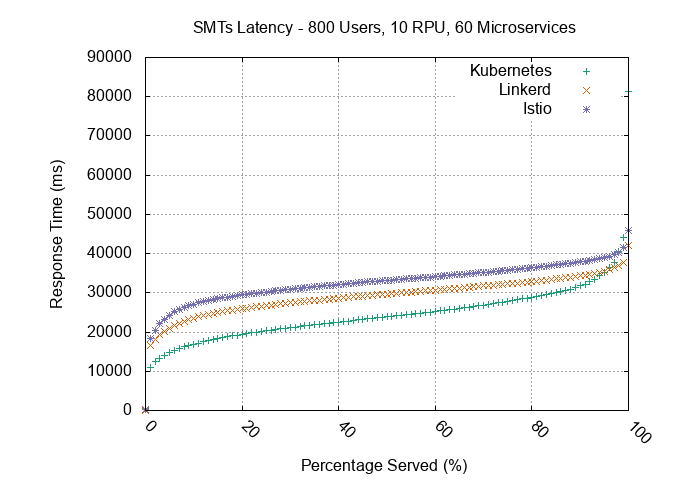 SMTs Latency - 800 Users, 10 RPU, 60 Microservices
90000
80000
70000
60000
50000
40000
30000
20000
10000
0
Response Time (ms)
Kubernetes
Linkerd
Istio
0 20 40 60 80 100
Percentage Served (%)